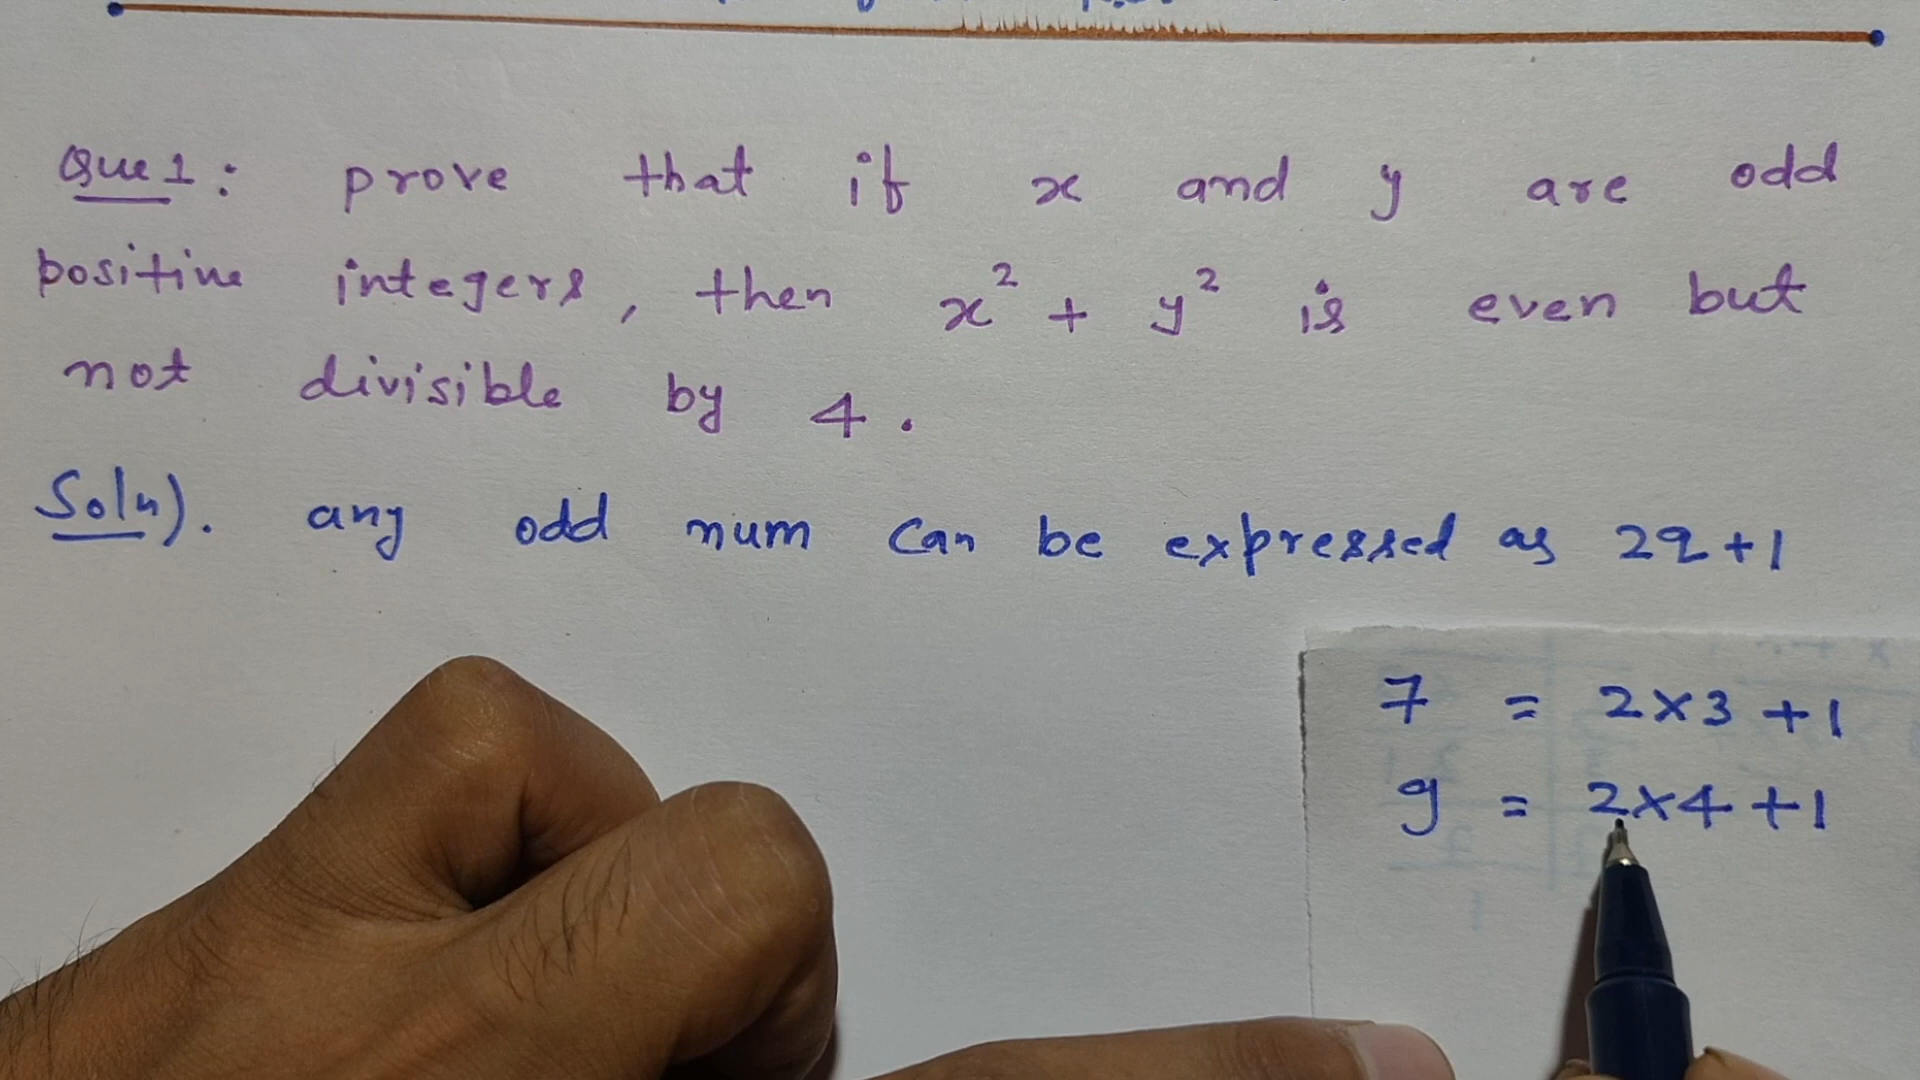 Que 1: prove that if x and y are odd
positive integers, then x² + y² is even but
not divisible by 4.
Soln). any odd num can be expressed as 2q+1
7 = 2×3+1
9 = 2×4+1